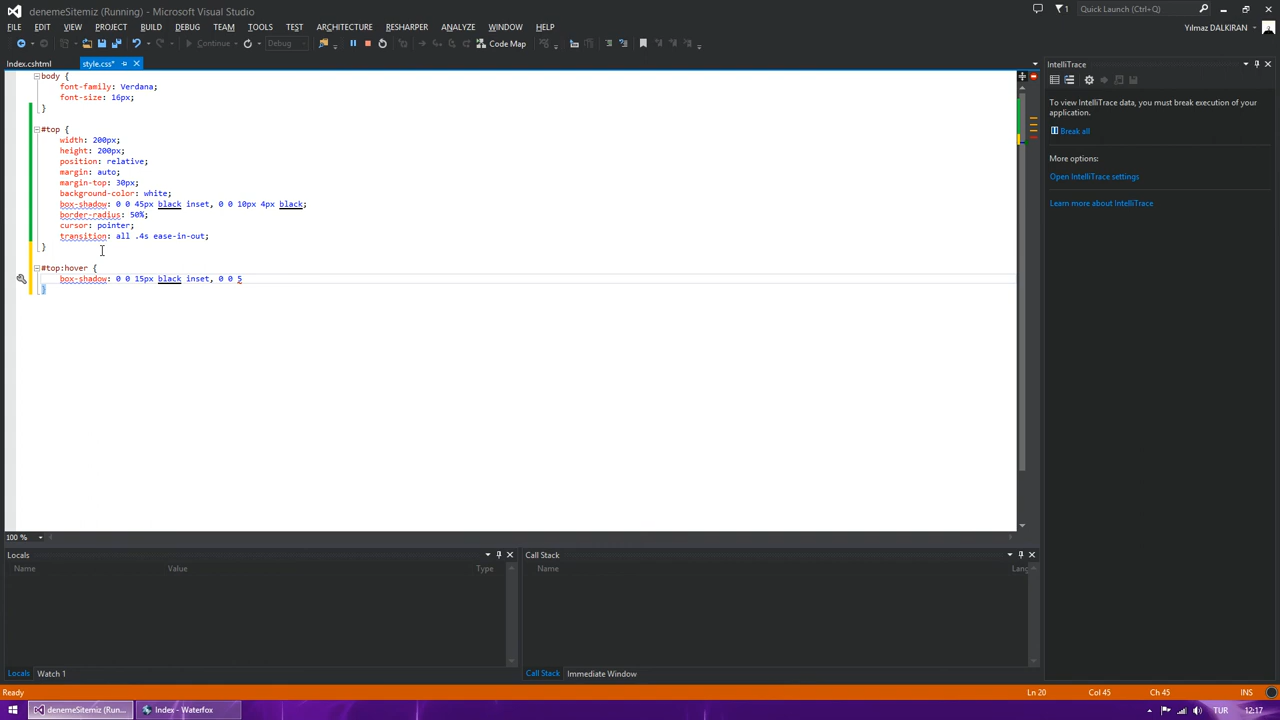 denemeSitemiz (Running) - Microsoft Visual Studio
1
Quick Launch (Ctrl+Q)
FILE EDIT VIEW PROJECT BUILD DEBUG TEAM TOOLS TEST ARCHITECTURE RESHARPER ANALYZE WINDOW HELP
Yılmaz DALKIRAN
Continue
Debug
Code Map
Index.cshtml
style.css*
IntelliTrace
body {
font-family: Verdana;
font-size: 16px;
}
#top {
width: 200px;
height: 200px;
position: relative;
margin: auto;
margin-top: 30px;
background-color: white;
box-shadow: 0 0 45px black inset, 0 0 10px 4px black;
border-radius: 50%;
cursor: pointer;
transition: all .4s ease-in-out;
}
#top:hover {
box-shadow: 0 0 15px black inset, 0 0 5
}
To view IntelliTrace data, you must break execution of your
application.
Break all
More options:
Open IntelliTrace settings
Learn more about IntelliTrace
100 %
Locals
Name Value Type
Call Stack
Name
Lang
Locals
Watch 1
Call Stack
Immediate Window
Ready
Ln 20
Col 45
Ch 45
INS
denemeSitemiz (Run...
Index - Waterfox
TUR
12:17